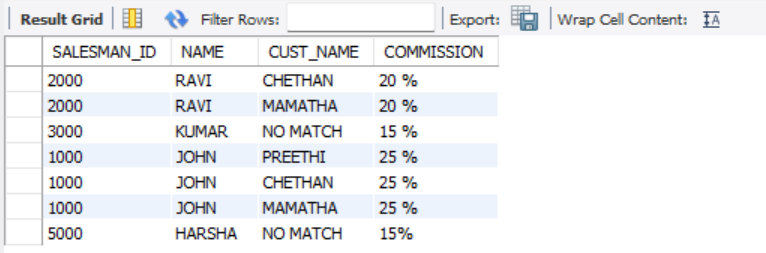 Result Grid Filter Rows: Export: Wrap Cell Content: IA
SALESMAN_ID NAME CUST_NAME COMMISSION
2000 RAVI CHETHAN 20 %
2000 RAVI MAMATHA 20 %
3000 KUMAR NO MATCH 15 %
1000 JOHN PREETHI 25 %
1000 JOHN CHETHAN 25 %
1000 JOHN MAMATHA 25 %
5000 HARSHA NO MATCH 15%